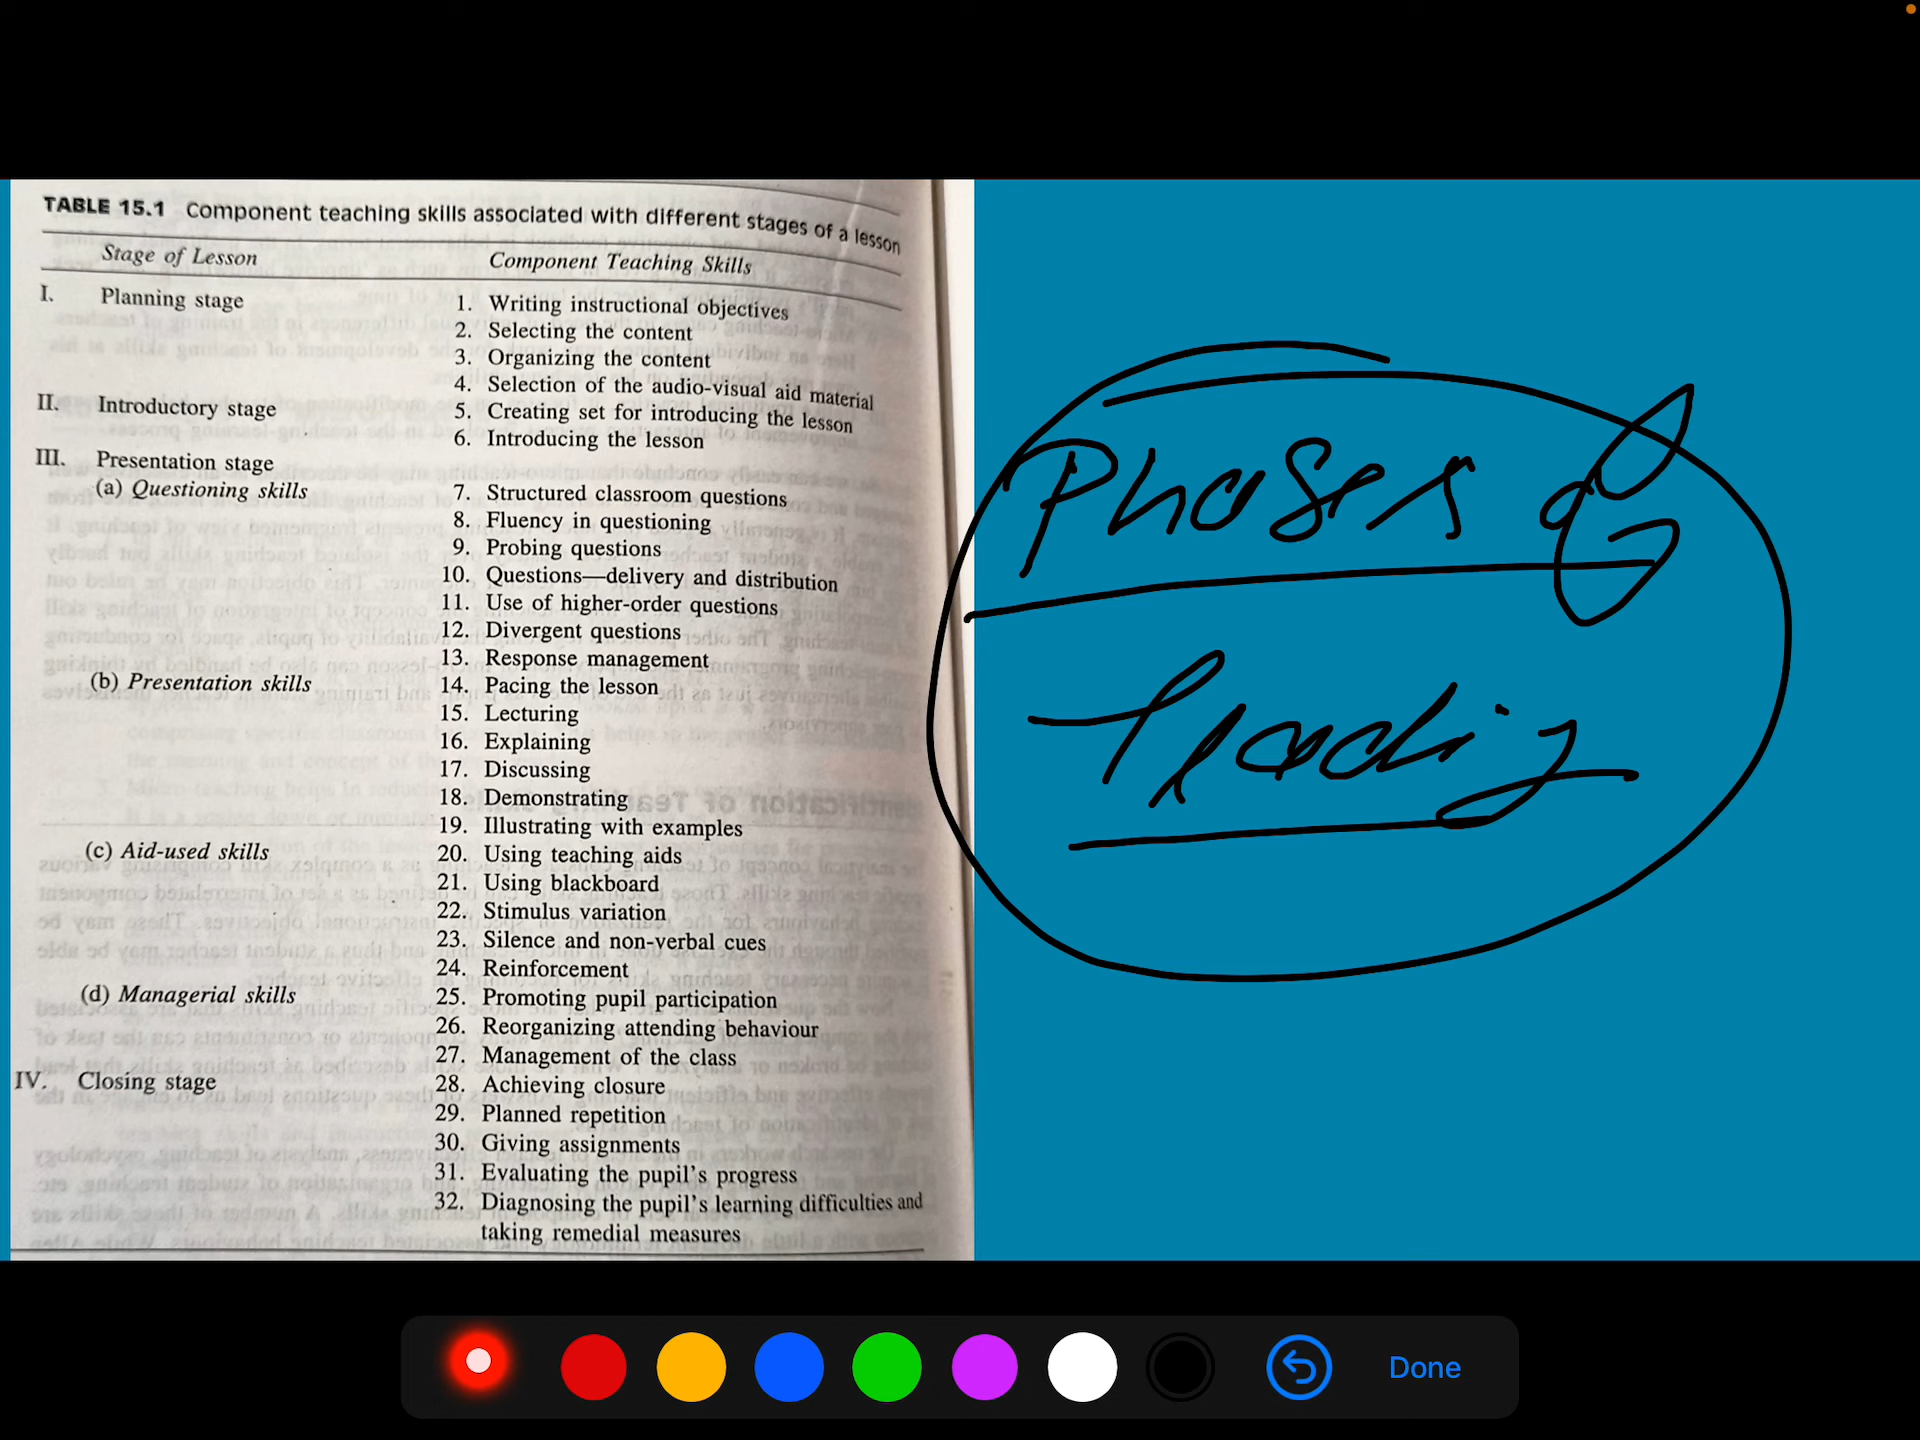 TABLE 15.1 Component teaching skills associated with different stages of a lesson
Stage of Lesson Component Teaching Skills
I. Planning stage 1. Writing instructional objectives
2. Selecting the content
3. Organizing the content
4. Selection of the audio-visual aid material
II. Introductory stage 5. Creating set for introducing the lesson
6. Introducing the lesson
III. Presentation stage
(a) Questioning skills 7. Structured classroom questions
8. Fluency in questioning
9. Probing questions
10. Questions—delivery and distribution
11. Use of higher-order questions
12. Divergent questions
13. Response management
(b) Presentation skills 14. Pacing the lesson
15. Lecturing
16. Explaining
17. Discussing
18. Demonstrating
19. Illustrating with examples
(c) Aid-used skills 20. Using teaching aids
21. Using blackboard
22. Stimulus variation
23. Silence and non-verbal cues
24. Reinforcement
(d) Managerial skills 25. Promoting pupil participation
26. Reorganizing attending behaviour
27. Management of the class
IV. Closing stage 28. Achieving closure
29. Planned repetition
30. Giving assignments
31. Evaluating the pupil's progress
32. Diagnosing the pupil's learning difficulties and
taking remedial measures
Phases of
Teaching
Done